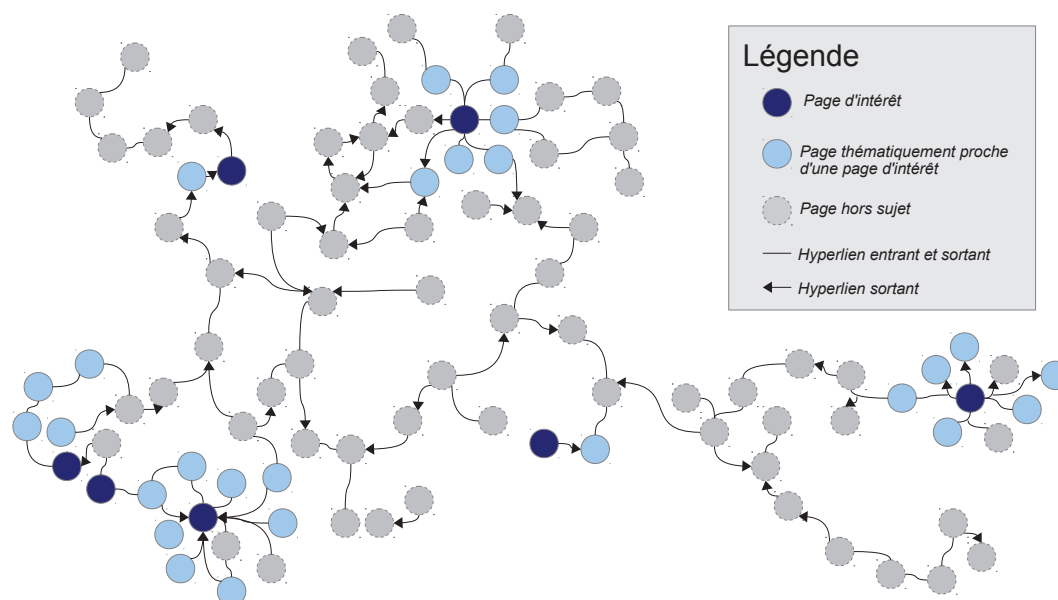 Légende
Page d'intérêt
Page thématiquement proche
d'une page d'intérêt
Page hors sujet
Hyperlien entrant et sortant
Hyperlien sortant